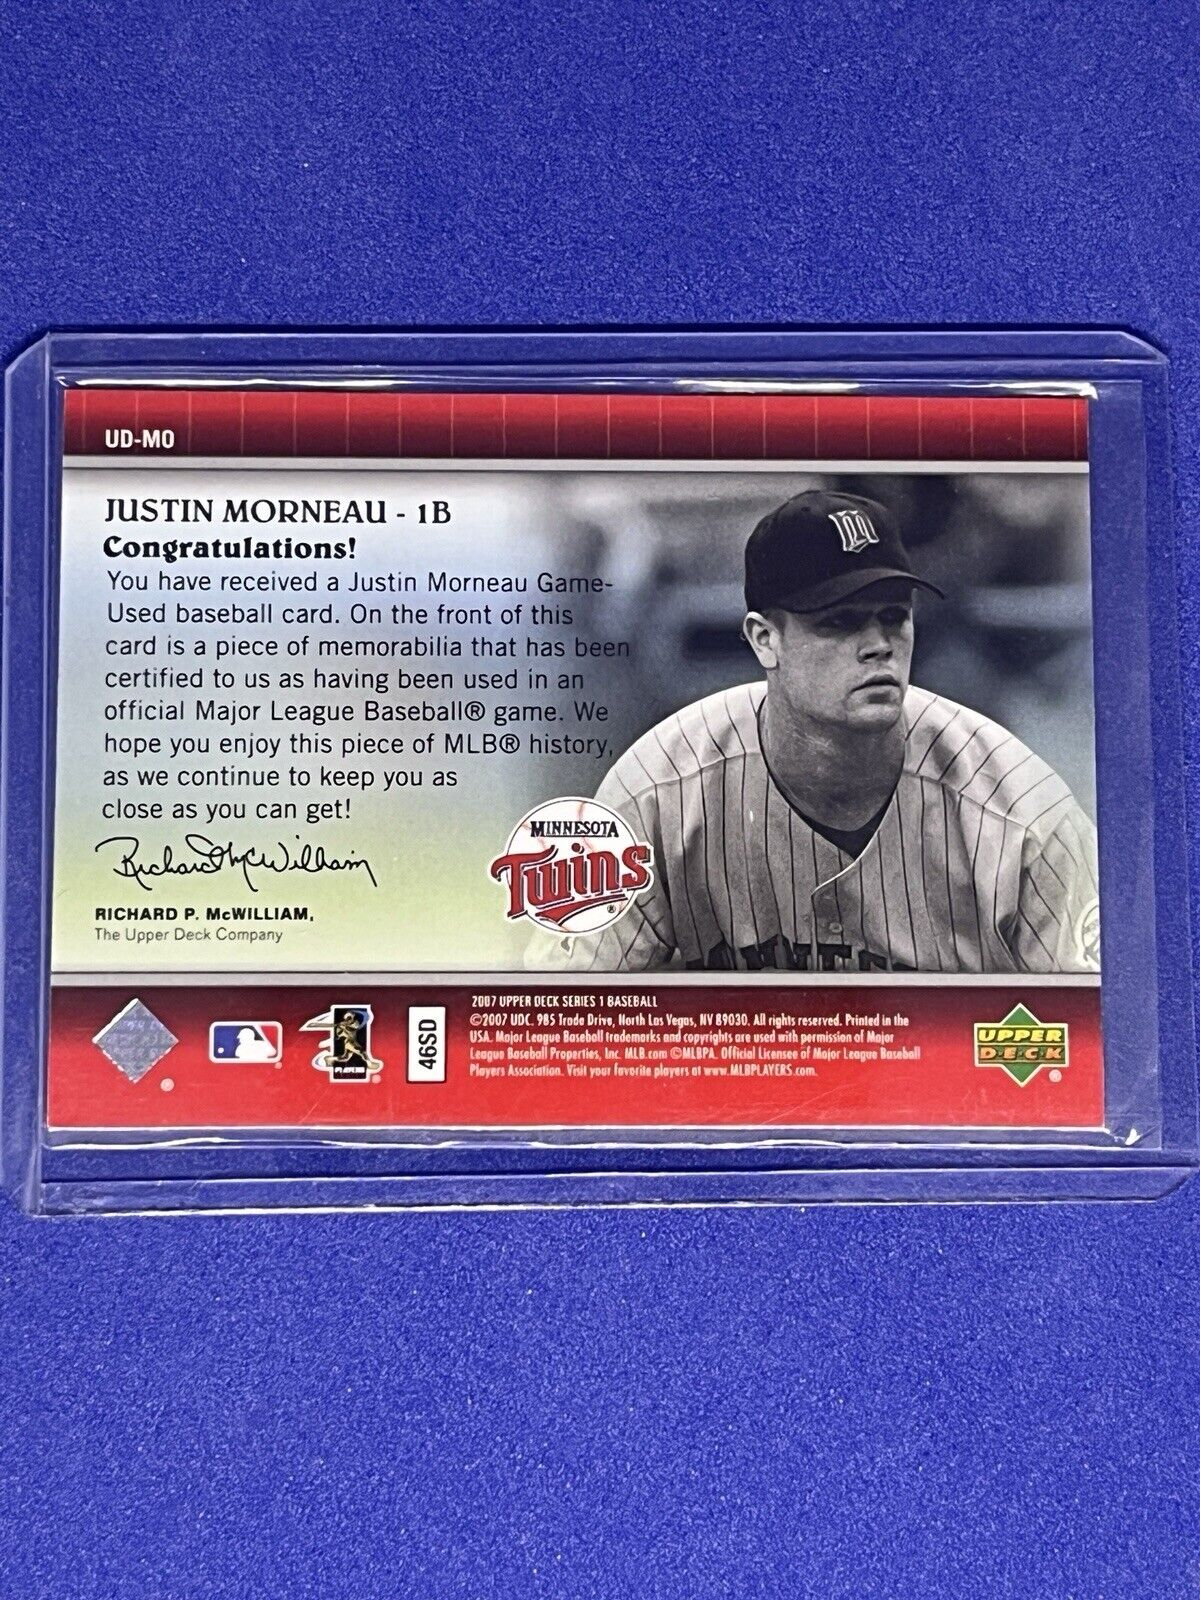 UD-MO
JUSTIN MORNEAU - 1B
Congratulations!
You have received a Justin Morneau Game-
Used baseball card. On the front of this
card is a piece of memorabilia that has been
certified to us as having been used in an
official Major League Baseball® game. We
hope you enjoy this piece of MLB® history,
as we continue to keep you as
close as you can get!
Richard P. McWilliam
RICHARD P. McWILLIAM,
The Upper Deck Company
MINNESOTA
Twins
®
46SD
2007 UPPER DECK SERIES 1 BASEBALL
©2007 UDC. 985 Trade Drive, North Las Vegas, NV 89030. All rights reserved. Printed in the
USA. Major League Baseball trademarks and copyrights are used with permission of Major
League Baseball Properties, Inc. MLB.com ©MLBPA. Official Licensee of Major League Baseball
Players Association. Visit your favorite players at www.MLBPLAYERS.com.
UPPER
DECK